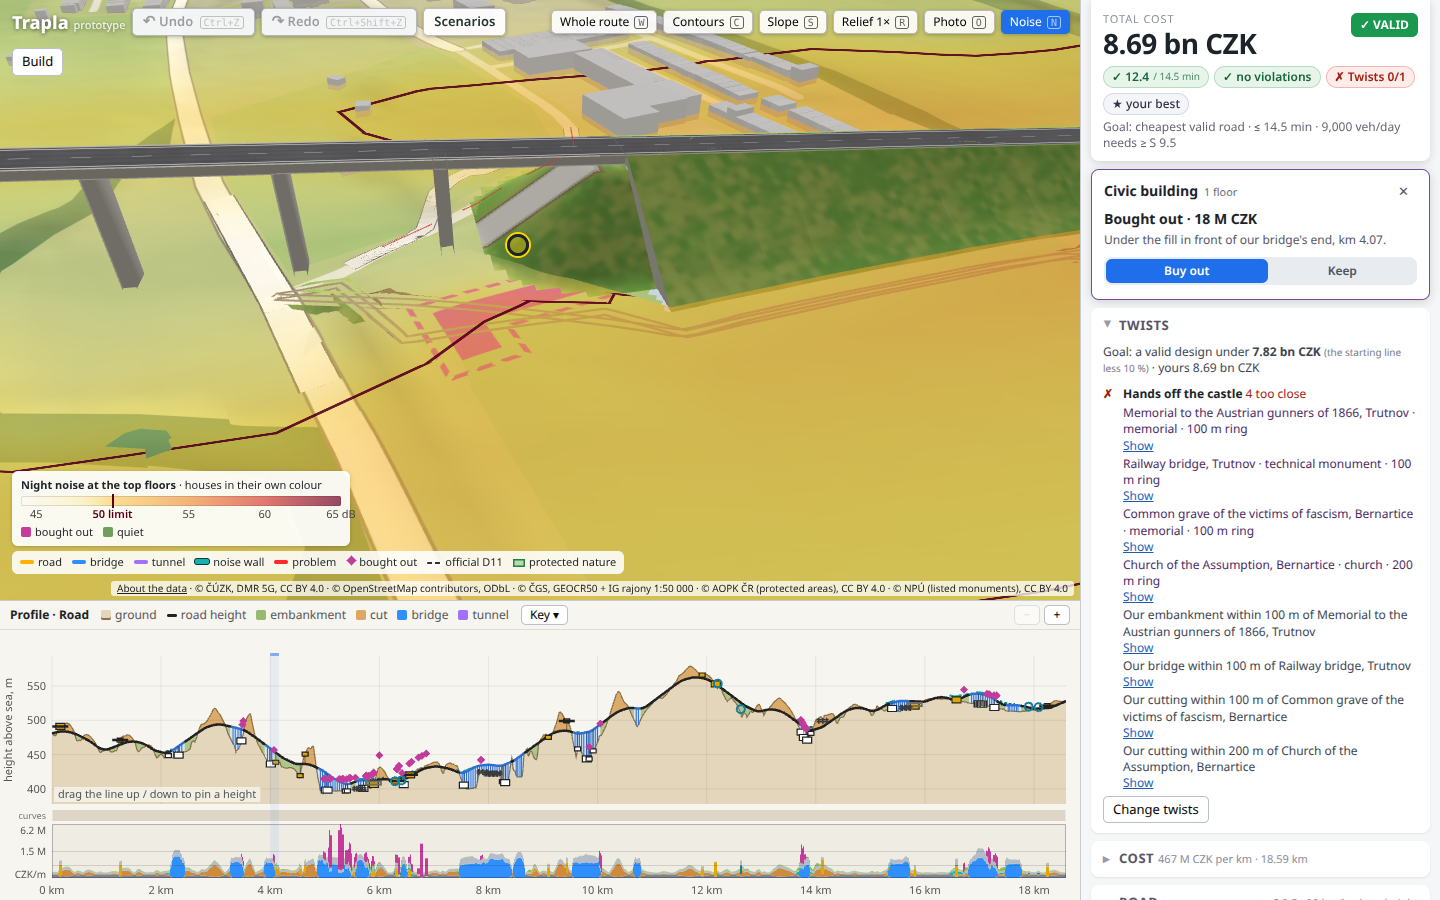 Trapla prototype
↶ Undo Ctrl+Z
↷ Redo Ctrl+Shift+Z
Scenarios
Whole route W
Contours C
Slope S
Relief 1× R
Photo O
Noise N
Build
Night noise at the top floors · houses in their own colour
45 50 limit 55 60 65 dB
bought out quiet
road bridge tunnel noise wall problem bought out official D11 protected nature
About the data · © ČÚZK, DMR 5G, CC BY 4.0 · © OpenStreetMap contributors, ODbL · © ČGS, GEOCR50 + IG rajony 1:50 000 · © AOPK ČR (protected areas), CC BY 4.0 · © NPÚ (listed monuments), CC BY 4.0
Profile · Road ground road height embankment cut bridge tunnel Key ▾ − +
height above sea, m
550
500
450
400
drag the line up / down to pin a height
curves
6.2 M
1.5 M
CZK/m
0 km 2 km 4 km 6 km 8 km 10 km 12 km 14 km 16 km 18 km
TOTAL COST
8.69 bn CZK
✓ VALID
✓ 12.4 / 14.5 min
✓ no violations
✗ Twists 0/1
★ your best
Goal: cheapest valid road · ≤ 14.5 min · 9,000 veh/day
needs ≥ S 9.5
Civic building 1 floor ✕
Bought out · 18 M CZK
Under the fill in front of our bridge's end, km 4.07.
Buy out Keep
▼ TWISTS
Goal: a valid design under 7.82 bn CZK (the starting
line less 10 %) · yours 8.69 bn CZK
✗ Hands off the castle 4 too close
Memorial to the Austrian gunners of 1866, Trutnov ·
memorial · 100 m ring
Show
Railway bridge, Trutnov · technical monument · 100
m ring
Show
Common grave of the victims of fascism, Bernartice
· memorial · 100 m ring
Show
Church of the Assumption, Bernartice · church · 200
m ring
Show
Our embankment within 100 m of Memorial to the
Austrian gunners of 1866, Trutnov
Show
Our bridge within 100 m of Railway bridge, Trutnov
Show
Our cutting within 100 m of Common grave of the
victims of fascism, Bernartice
Show
Our cutting within 200 m of Church of the
Assumption, Bernartice
Show
Change twists
▶ COST 467 M CZK per km · 18.59 km